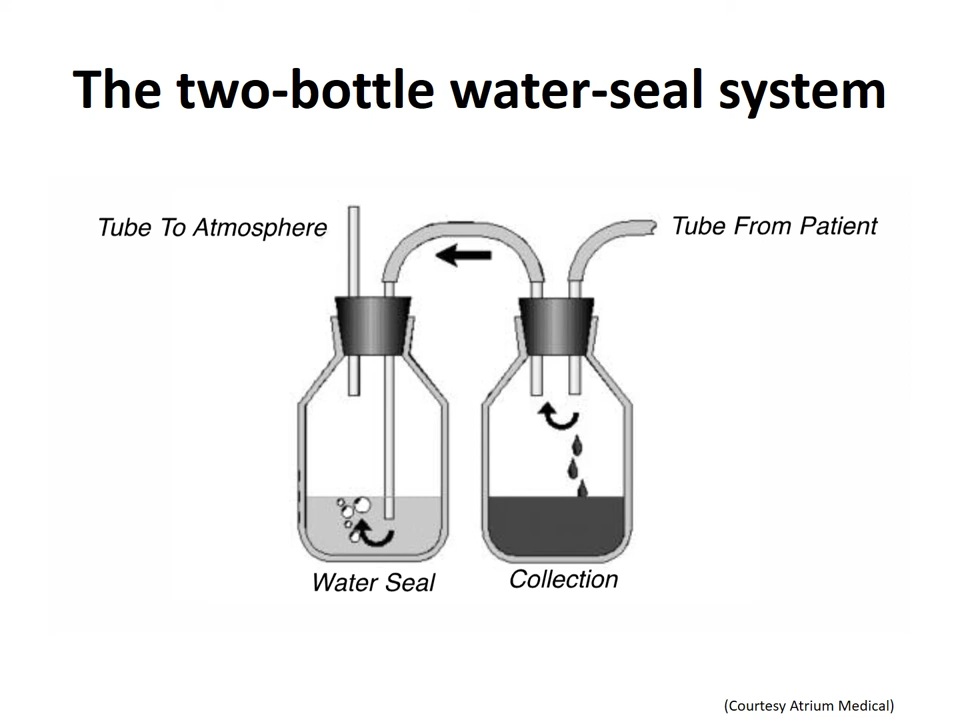 The two-bottle water-seal system
Tube To Atmosphere
Tube From Patient
Water Seal
Collection
(Courtesy Atrium Medical)